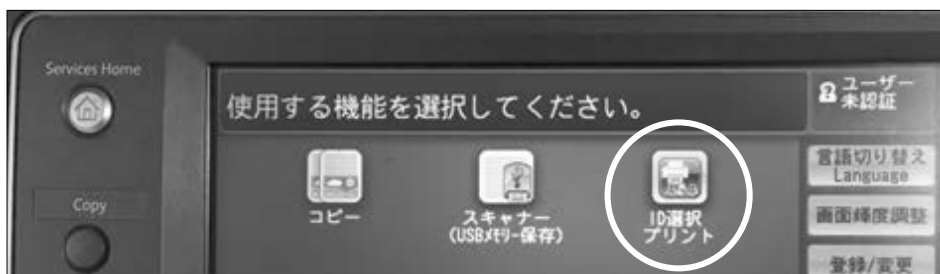 Services Home
使用する機能を選択してください。
ユーザー
未認証
コピー
スキャナー
(USBメモリー保存)
ID選択
プリント
言語切り替え
Language
画面輝度調整
登録/変更
Copy